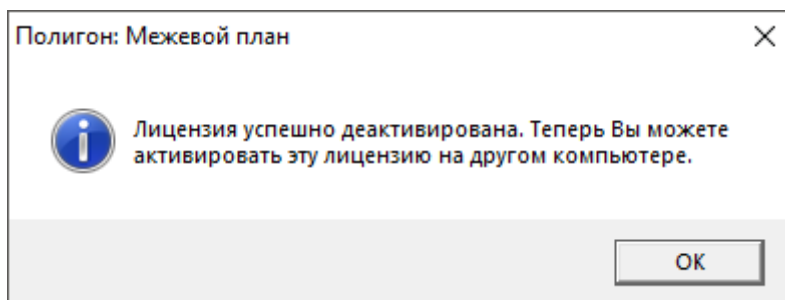 Полигон: Межевой план
Лицензия успешно деактивирована. Теперь Вы можете
активировать эту лицензию на другом компьютере.
OK